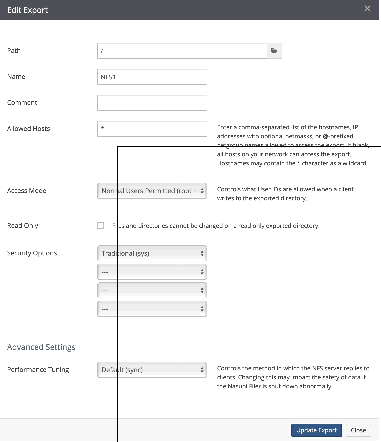 Edit Export
Path
/
Name
NFS1
Comment
Allowed Hosts
*
Enter a comma-separated list of the hostnames, IP
addresses with optional netmasks, or @-prefixed
netgroup names allowed to access the export. If blank,
all hosts on your network can access the export.
Hostnames may contain the * character as a wildcard.
Access Mode
Normal Users Permitted (root
Controls what User IDs are allowed when a client
writes to the exported directory.
Read Only
Files and directories cannot be changed on a read only exported directory.
Security Options
Traditional (sys)
---
---
---
Advanced Settings
Performance Tuning
Default (sync)
Controls the method in which the NFS server replies to
clients. Changing this may impact the safety of data if
the Nasuni Filer is shut down abnormally.
Update Export
Close